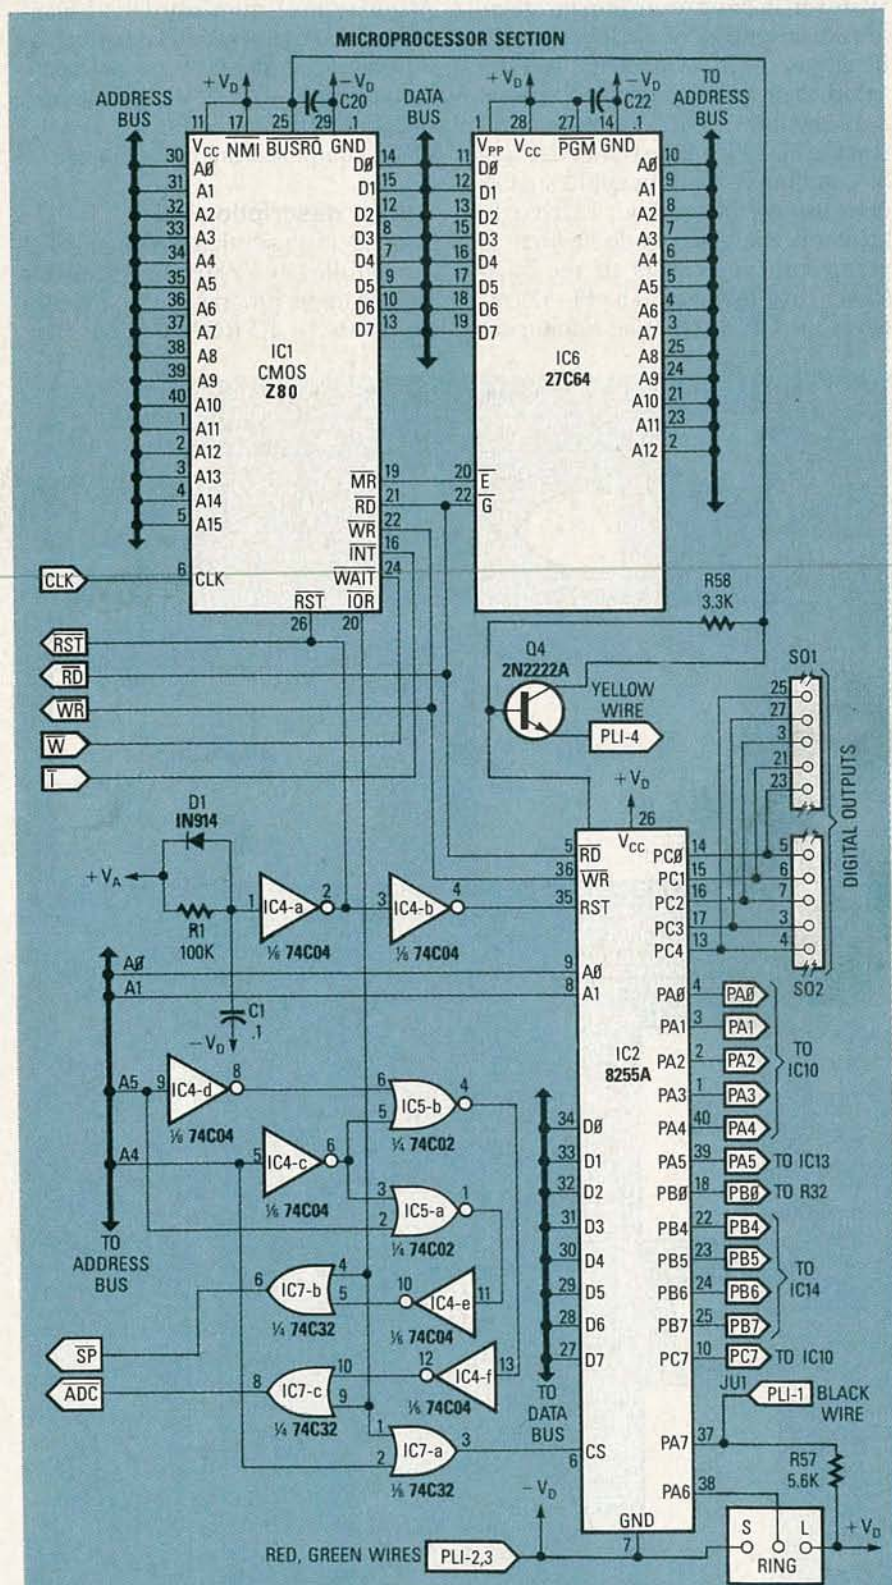 MICROPROCESSOR SECTION
ADDRESS BUS
+VD
−VD
C20
.1
DATA BUS
+VD
−VD
C22
.1
TO ADDRESS BUS
11 17 25 29
VCC NMI BUSRQ GND
1 28 27 14
VPP VCC PGM GND
30 A0
31 A1
32 A2
33 A3
34 A4
35 A5
36 A6
37 A7
38 A8
39 A9
40 A10
1 A11
2 A12
3 A13
4 A14
5 A15
6 CLK
D0 14
D1 15
D2 12
D3 8
D4 7
D5 9
D6 10
D7 13
IC1
CMOS
Z80
MR 19
RD 21
WR 22
INT 16
WAIT 24
RST IOR
26 20
11 D0
12 D1
13 D2
15 D3
16 D4
17 D5
18 D6
19 D7
IC6
27C64
20 E
22 G
A0 10
A1 9
A2 8
A3 7
A4 6
A5 5
A6 4
A7 3
A8 25
A9 24
A10 21
A11 23
A12 2
CLK
RST
RD
WR
W
I
R58
3.3K
Q4
2N2222A
YELLOW WIRE
PL1-4
SO1
25
27
3
21
23
DIGITAL OUTPUTS
5
6
7
3
4
SO2
D1
IN914
+VA
R1
100K
C1
.1
−VD
1 IC4-a 2
⅙ 74C04
3 IC4-b 4
⅙ 74C04
+VD
26
VCC
5 RD
36 WR
35 RST
9 A0
8 A1
IC2
8255A
34 D0
33 D1
32 D2
31 D3
30 D4
29 D5
28 D6
27 D7
6 CS
GND
7
PC0 14
PC1 15
PC2 16
PC3 17
PC4 13
PA0 4 PA0
PA1 3 PA1
PA2 2 PA2
PA3 1 PA3
PA4 40 PA4
TO IC10
PA5 39 PA5 TO IC13
PB0 18 PB0 TO R32
PB4 22 PB4
PB5 23 PB5
PB6 24 PB6
PB7 25 PB7
TO IC14
PC7 10 PC7 TO IC10
JU1
PL1-1 BLACK WIRE
PA7 37
PA6 38
R57
5.6K
S L
RING
+VD
A0
A1
A5 9 IC4-d 8
⅙ 74C04
A4 5 IC4-c 6
⅙ 74C04
6 5 IC5-b 4
¼ 74C02
3 2 IC5-a 1
¼ 74C02
TO ADDRESS BUS
6 IC7-b 4 5
¼ 74C32
10 IC4-e 11
⅙ 74C04
SP
ADC
8 IC7-c 10 9
¼ 74C32
12 IC4-f 13
⅙ 74C04
1 2 IC7-a 3
⅙ 74C32
TO DATA BUS
−VD
RED, GREEN WIRES PL1-2,3